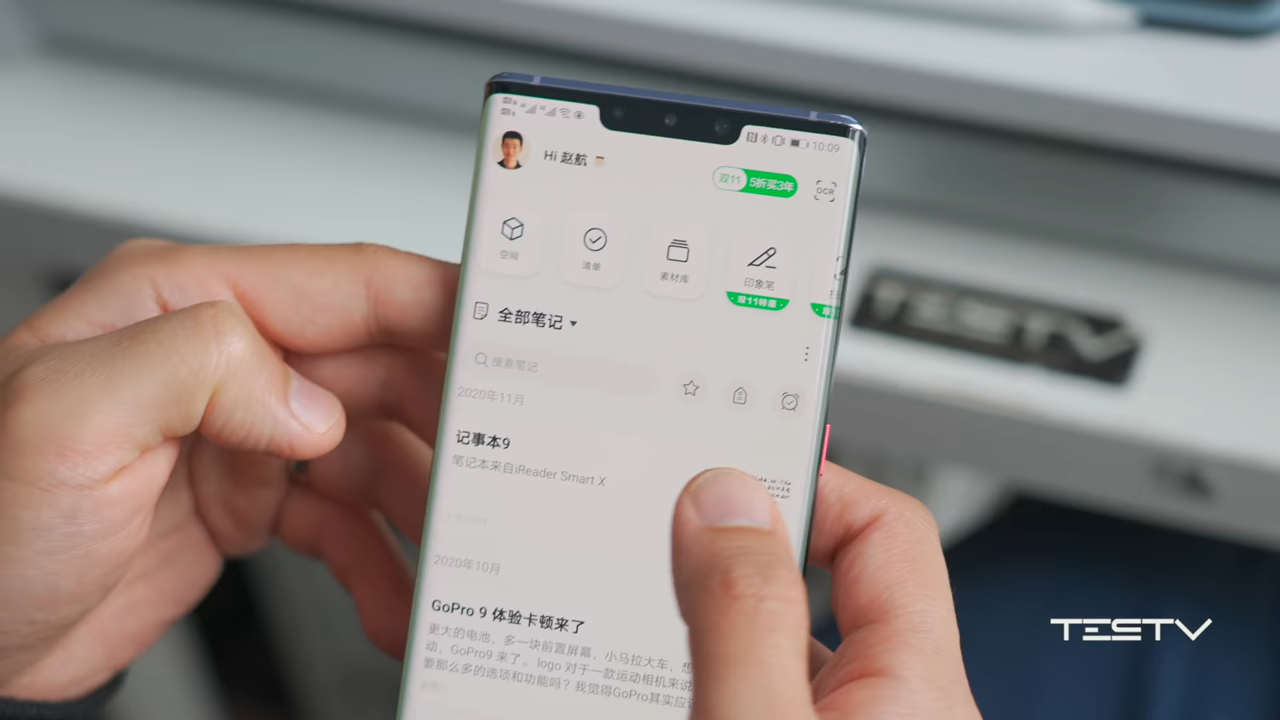 10:09
Hi 赵航
双11 5折买3年
OCR
空间
清单
素材库
印象笔
双11特惠
全部笔记
搜索笔记
2020年11月
记事本9
笔记本来自iReader Smart X
2020年10月
GoPro 9 体验卡顿来了
更大的电池，多一块前置屏幕，小马拉大车，想
动，GoPro9 来了。logo 对于一款运动相机来说
要那么多的选项和功能吗？我觉得GoPro其实应
TESTV
TESTV